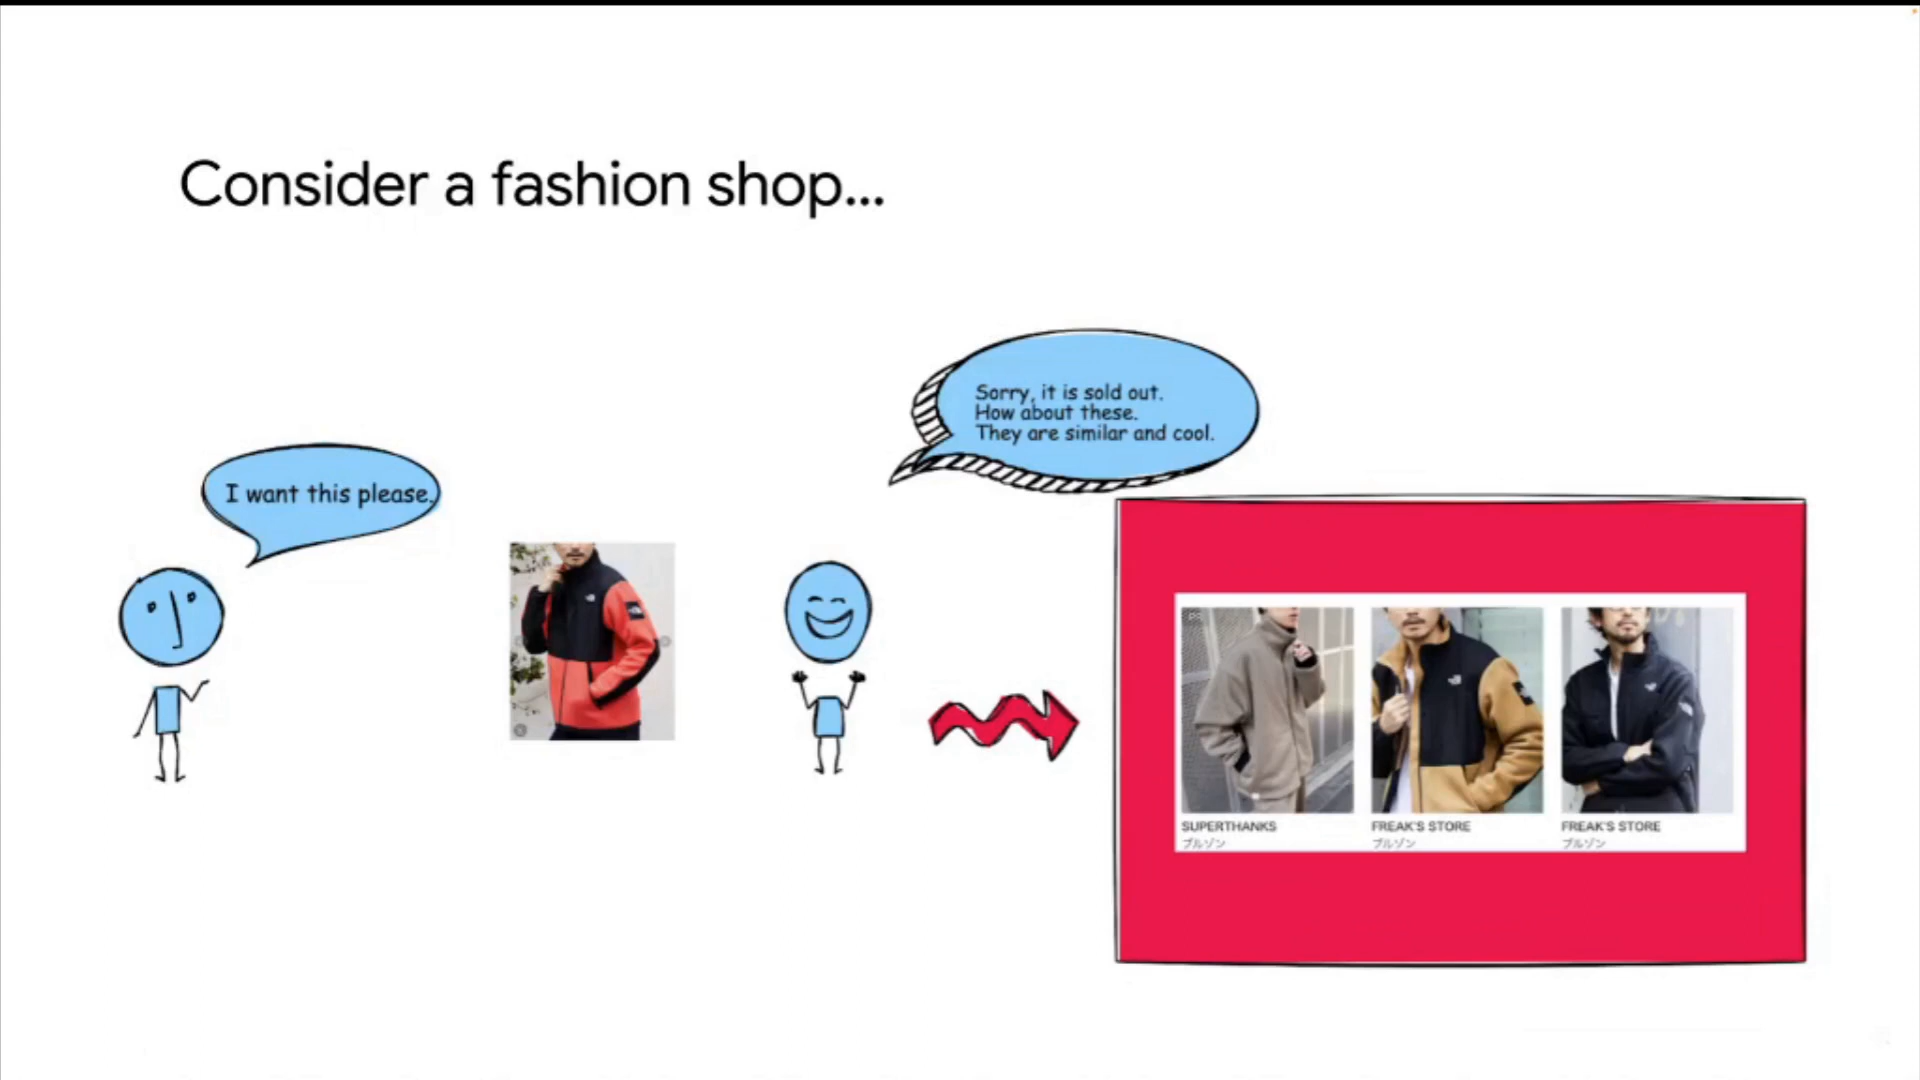 Consider a fashion shop...
Sorry, it is sold out.
How about these.
They are similar and cool.
I want this please.
SUPERTHANKS
ブルゾン
FREAK'S STORE
ブルゾン
FREAK'S STORE
ブルゾン